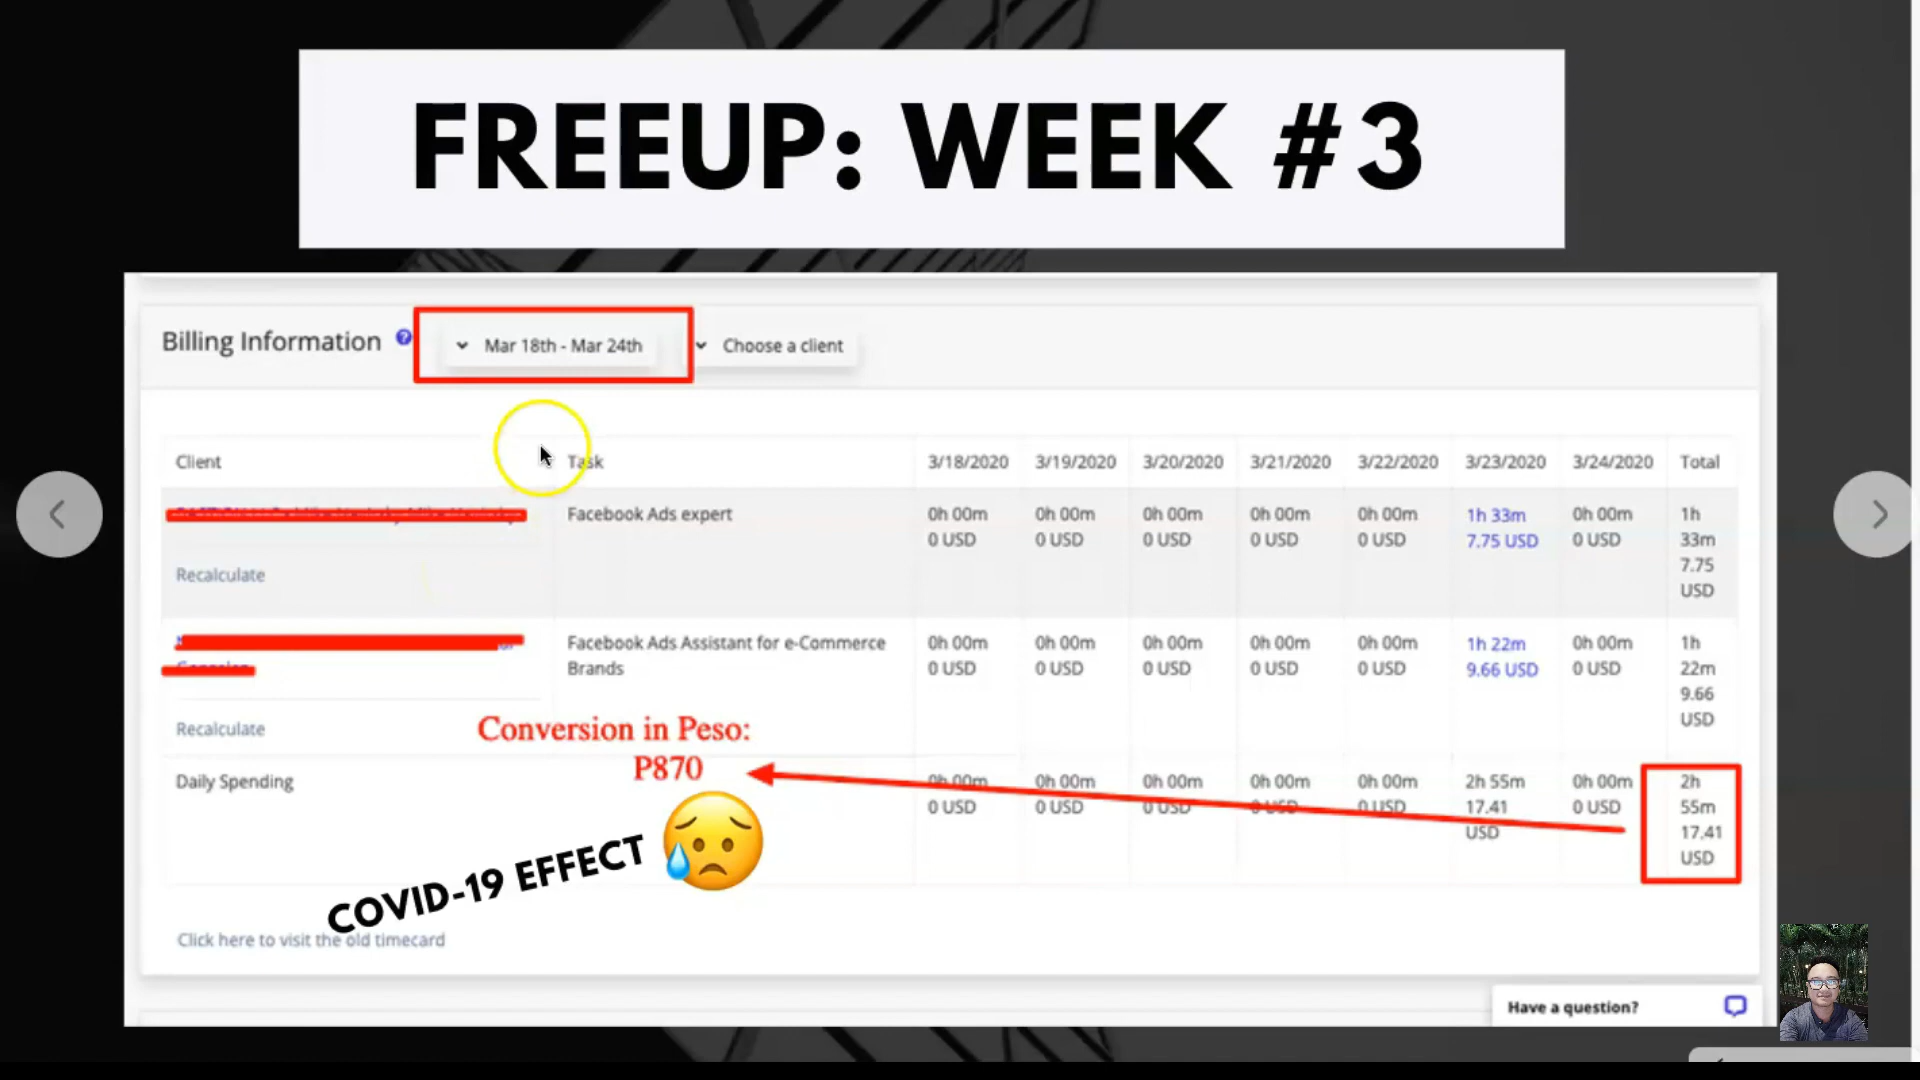 FREEUP: WEEK #3
Billing Information ? Mar 18th - Mar 24th Choose a client
Client Task 3/18/2020 3/19/2020 3/20/2020 3/21/2020 3/22/2020 3/23/2020 3/24/2020 Total
Facebook Ads expert 0h 00m 0h 00m 0h 00m 0h 00m 0h 00m 1h 33m 0h 00m 1h
0 USD 0 USD 0 USD 0 USD 0 USD 7.75 USD 0 USD 33m
Recalculate 7.75
USD
Facebook Ads Assistant for e-Commerce 0h 00m 0h 00m 0h 00m 0h 00m 0h 00m 1h 22m 0h 00m 1h
Brands 0 USD 0 USD 0 USD 0 USD 0 USD 9.66 USD 0 USD 22m
9.66
Recalculate USD
Conversion in Peso:
P870
Daily Spending 0h 00m 0h 00m 0h 00m 0h 00m 0h 00m 2h 55m 0h 00m 2h
0 USD 0 USD 0 USD 0 USD 0 USD 17.41 0 USD 55m
USD 17.41
USD
COVID-19 EFFECT
Click here to visit the old timecard
Have a question?